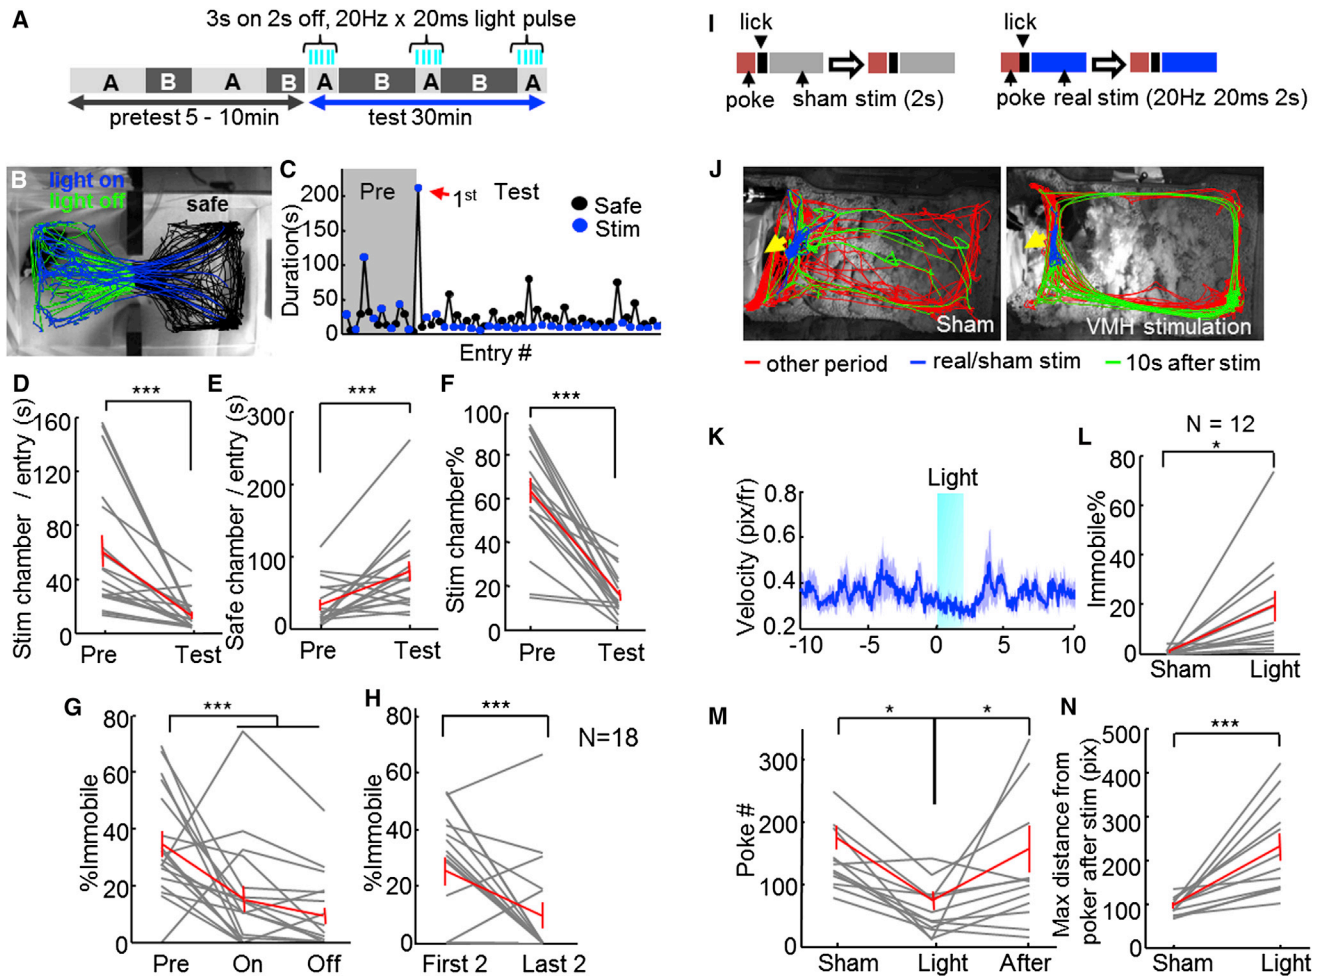 A
3s on 2s off, 20Hz x 20ms light pulse
A B A B A B A B A
pretest 5 - 10min test 30min
B
light on
light off
safe
C
Duration(s)
200
150
100
50
0
Pre
1st
Test
Safe
Stim
Entry #
D
Stim chamber / entry (s)
160
120
80
40
0
***
Pre Test
E
Safe chamber / entry (s)
300
200
100
0
***
Pre Test
F
Stim chamber%
100
80
60
40
20
0
***
Pre Test
G
%Immobile
80
60
40
20
0
***
Pre On Off
H
%Immobile
80
60
40
20
0
***
N=18
First 2 Last 2
I
lick
poke
sham stim (2s)
lick
poke
real stim (20Hz 20ms 2s)
J
Sham
VMH stimulation
other period real/sham stim 10s after stim
K
Velocity (pix/fr)
0.8
0.6
0.4
0.2
Light
-10 -5 0 5 10
L
N = 12
*
Immobile%
80
60
40
20
0
Sham Light
M
Poke #
300
200
100
0
* *
Sham Light After
N
Max distance from
poker after stim (pix)
500
400
300
200
100
0
***
Sham Light